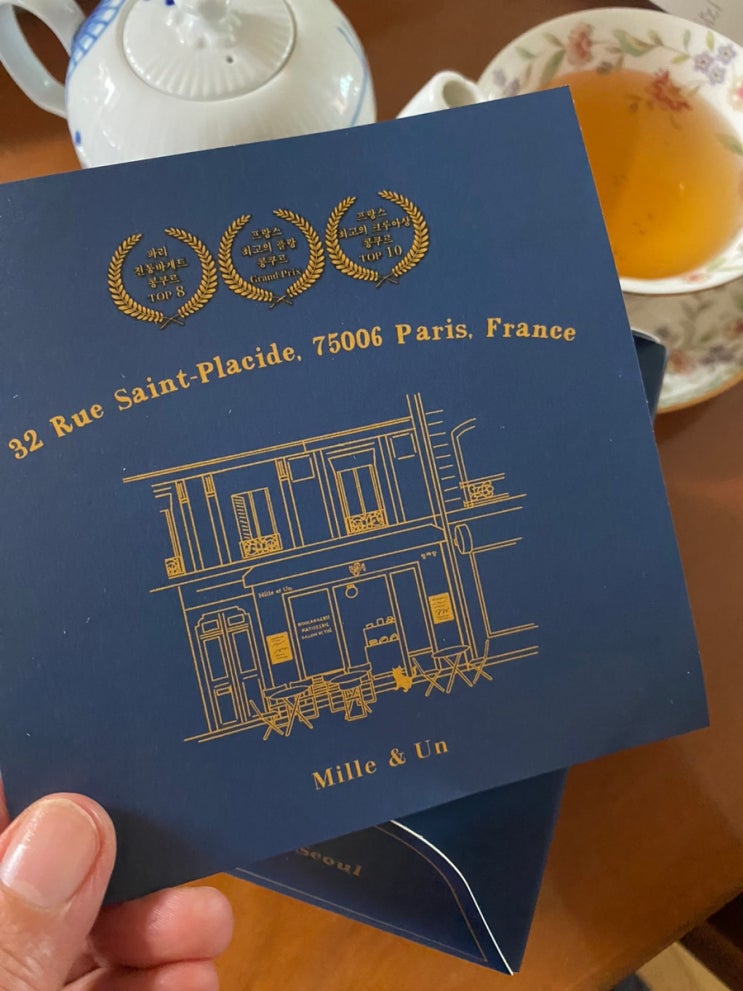 파리
전통바게트
콩쿠르
TOP 8
프랑스
최고의 플랑
콩쿠르
Grand Prix
프랑스
최고의 크루아상
콩쿠르
TOP 10
32 Rue Saint-Placide, 75006 Paris, France
Mille et Un
BOULANGERIE
PATISSERIE
SALON DE THÉ
Mille & Un
Seoul